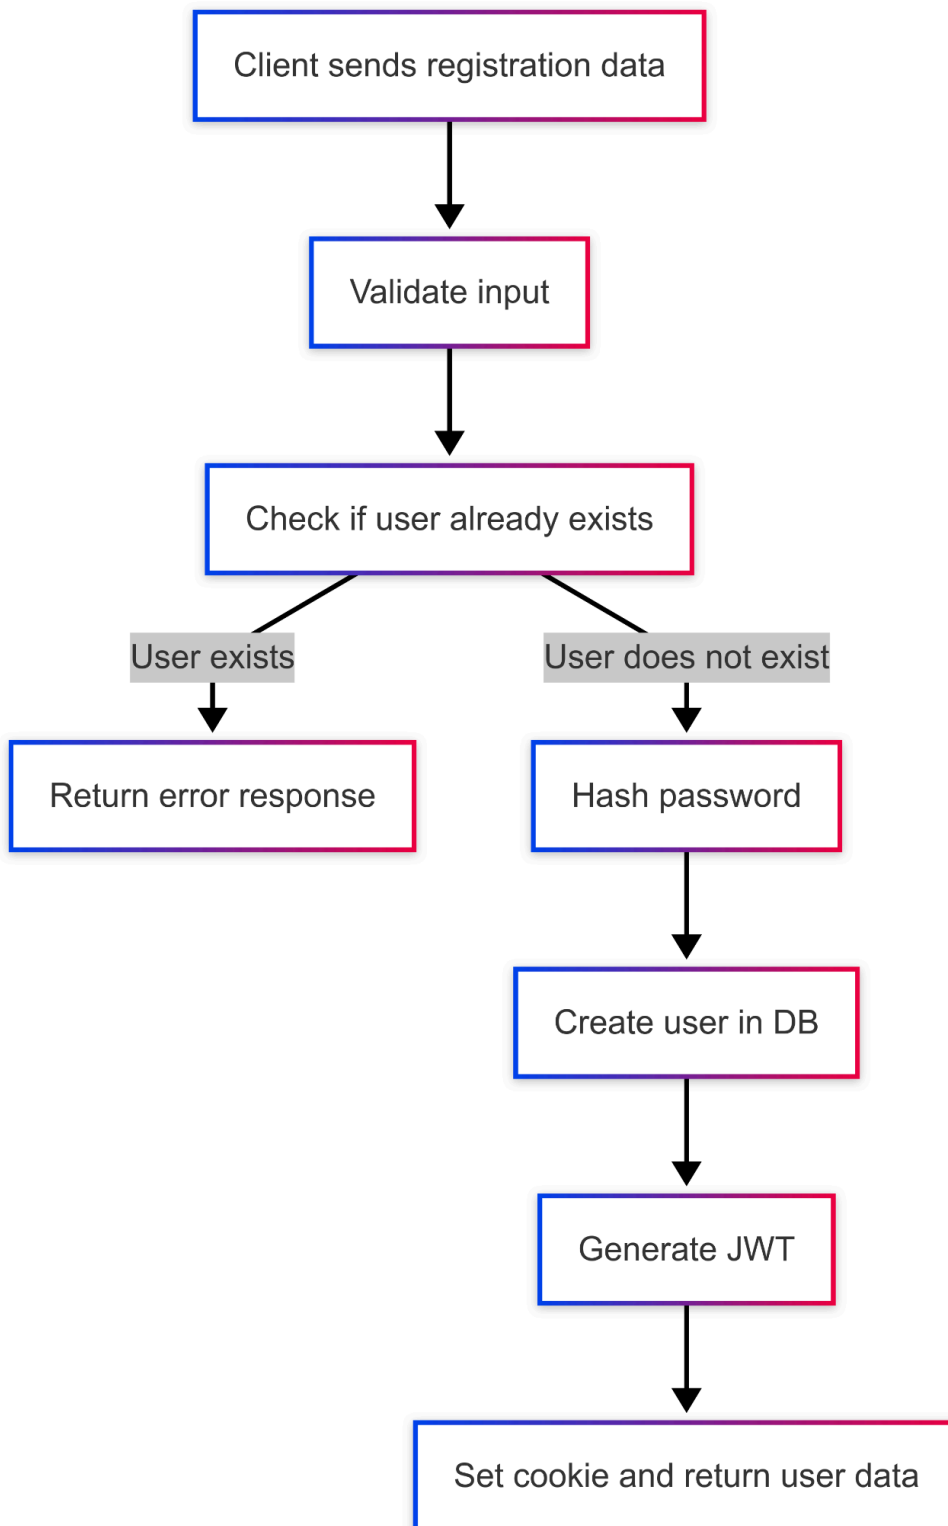 Client sends registration data
Validate input
Check if user already exists
User exists
User does not exist
Return error response
Hash password
Create user in DB
Generate JWT
Set cookie and return user data